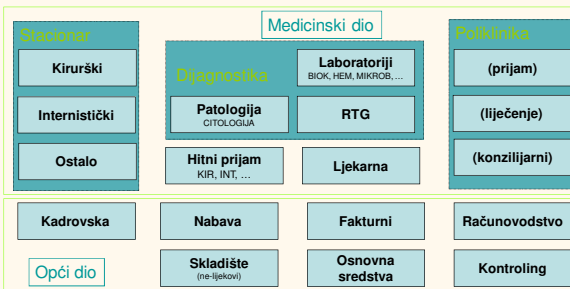 Medicinski dio
Stacionar
Kirurški
Internistički
Ostalo
Dijagnostika
Laboratoriji
BIOK, HEM, MIKROB, ...
Patologija
CITOLOGIJA
RTG
Hitni prijam
KIR, INT, ...
Ljekarna
Poliklinika
(prijam)
(liječenje)
(konzilijarni)
Kadrovska
Nabava
Fakturni
Računovodstvo
Opći dio
Skladište
(ne-lijekovi)
Osnovna
sredstva
Kontroling